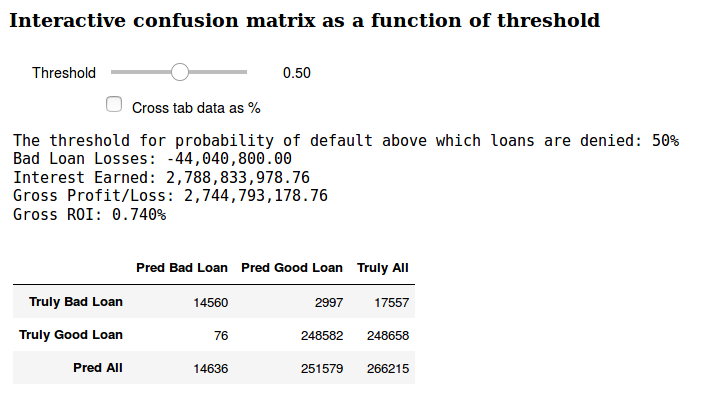 Interactive confusion matrix as a function of threshold
Threshold 0.50
Cross tab data as %
The threshold for probability of default above which loans are denied: 50%
Bad Loan Losses: -44,040,800.00
Interest Earned: 2,788,833,978.76
Gross Profit/Loss: 2,744,793,178.76
Gross ROI: 0.740%
Pred Bad Loan Pred Good Loan Truly All
Truly Bad Loan 14560 2997 17557
Truly Good Loan 76 248582 248658
Pred All 14636 251579 266215